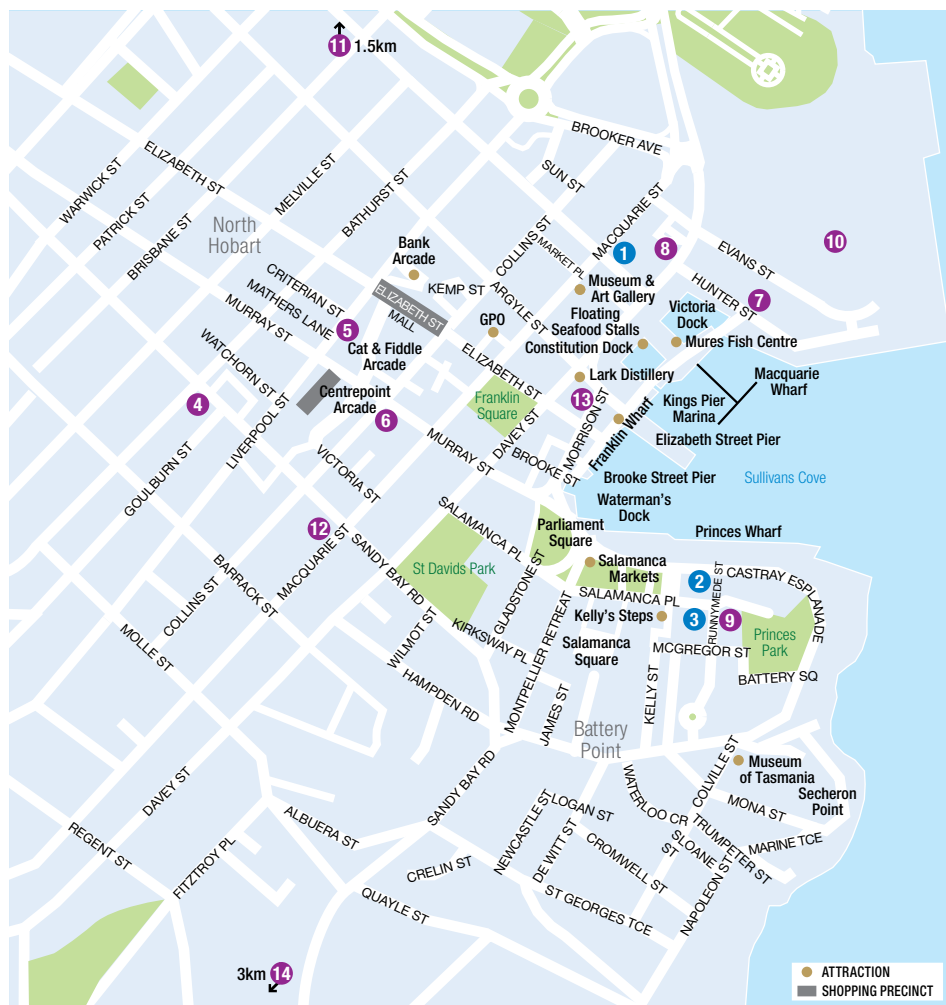 11 1.5km
BROOKER AVE
ELIZABETH ST
SUN ST
WARWICK ST
MELVILLE ST
BATHURST ST
PATRICK ST
North
Hobart
BRISBANE ST
COLLINS ST
MARKET PL
MACQUARIE ST
1
8
EVANS ST
10
Bank
Arcade
KEMP ST
ARGYLE ST
Museum &
Art Gallery
HUNTER ST
7
CRITERIAN ST
MATHERS LANE
MURRAY ST
5
ELIZABETH ST
MALL
GPO
Floating
Seafood Stalls
Constitution Dock
Victoria
Dock
Mures Fish Centre
WATCHORN ST
Cat & Fiddle
Arcade
ELIZABETH ST
Lark Distillery
Macquarie
Wharf
4
LIVERPOOL ST
Centrepoint
Arcade
6
Franklin
Square
13
Kings Pier
Marina
DAVEY ST
MORRISON ST
Franklin Wharf
Elizabeth Street Pier
GOULBURN ST
MURRAY ST
BROOKE ST
Brooke Street Pier
Sullivans Cove
VICTORIA ST
Waterman's
Dock
12
MACQUARIE ST
SALAMANCA PL
Parliament
Square
Princes Wharf
SANDY BAY RD
St Davids Park
GLADSTONE ST
Salamanca
Markets
2
CASTRAY ESPLANADE
BARRACK ST
COLLINS ST
SALAMANCA PL
RUNNYMEDE ST
Kelly's Steps
3
9
MOLLE ST
WILMOT ST
KIRKSWAY PL
MONTPELLIER RETREAT
Salamanca
Square
MCGREGOR ST
Princes
Park
HAMPDEN RD
JAMES ST
KELLY ST
BATTERY SQ
Battery
Point
DAVEY ST
SANDY BAY RD
COLVILLE ST
Museum
of Tasmania
Secheron
Point
WATERLOO CR
REGENT ST
ALBUERA ST
NEWCASTLE ST
LOGAN ST
MONA ST
TRUMPETER ST
MARINE TCE
FITZTROY PL
CRELIN ST
DE WITT ST
CROMWELL ST
SLOANE
ST
NAPOLEON ST
QUAYLE ST
ST GEORGES TCE
3km 14
ATTRACTION
SHOPPING PRECINCT